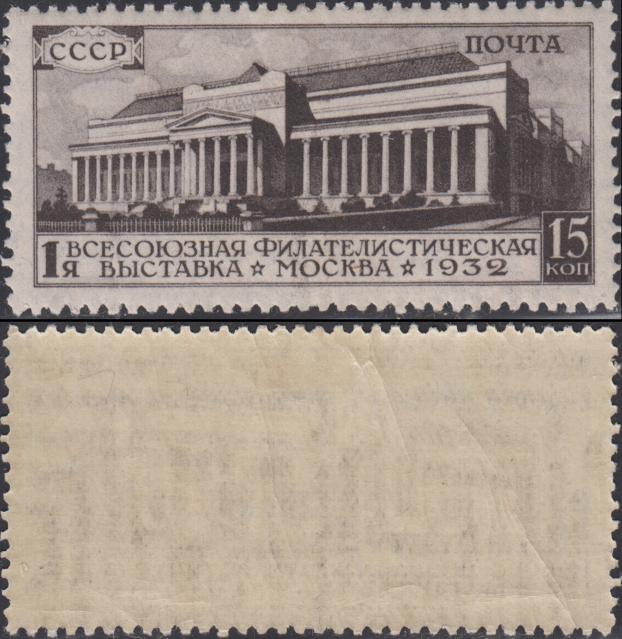 СССР
ПОЧТА
1Я ВСЕСОЮЗНАЯ ФИЛАТЕЛИСТИЧЕСКАЯ
ВЫСТАВКА ☆ МОСКВА ☆ 1932
15
КОП